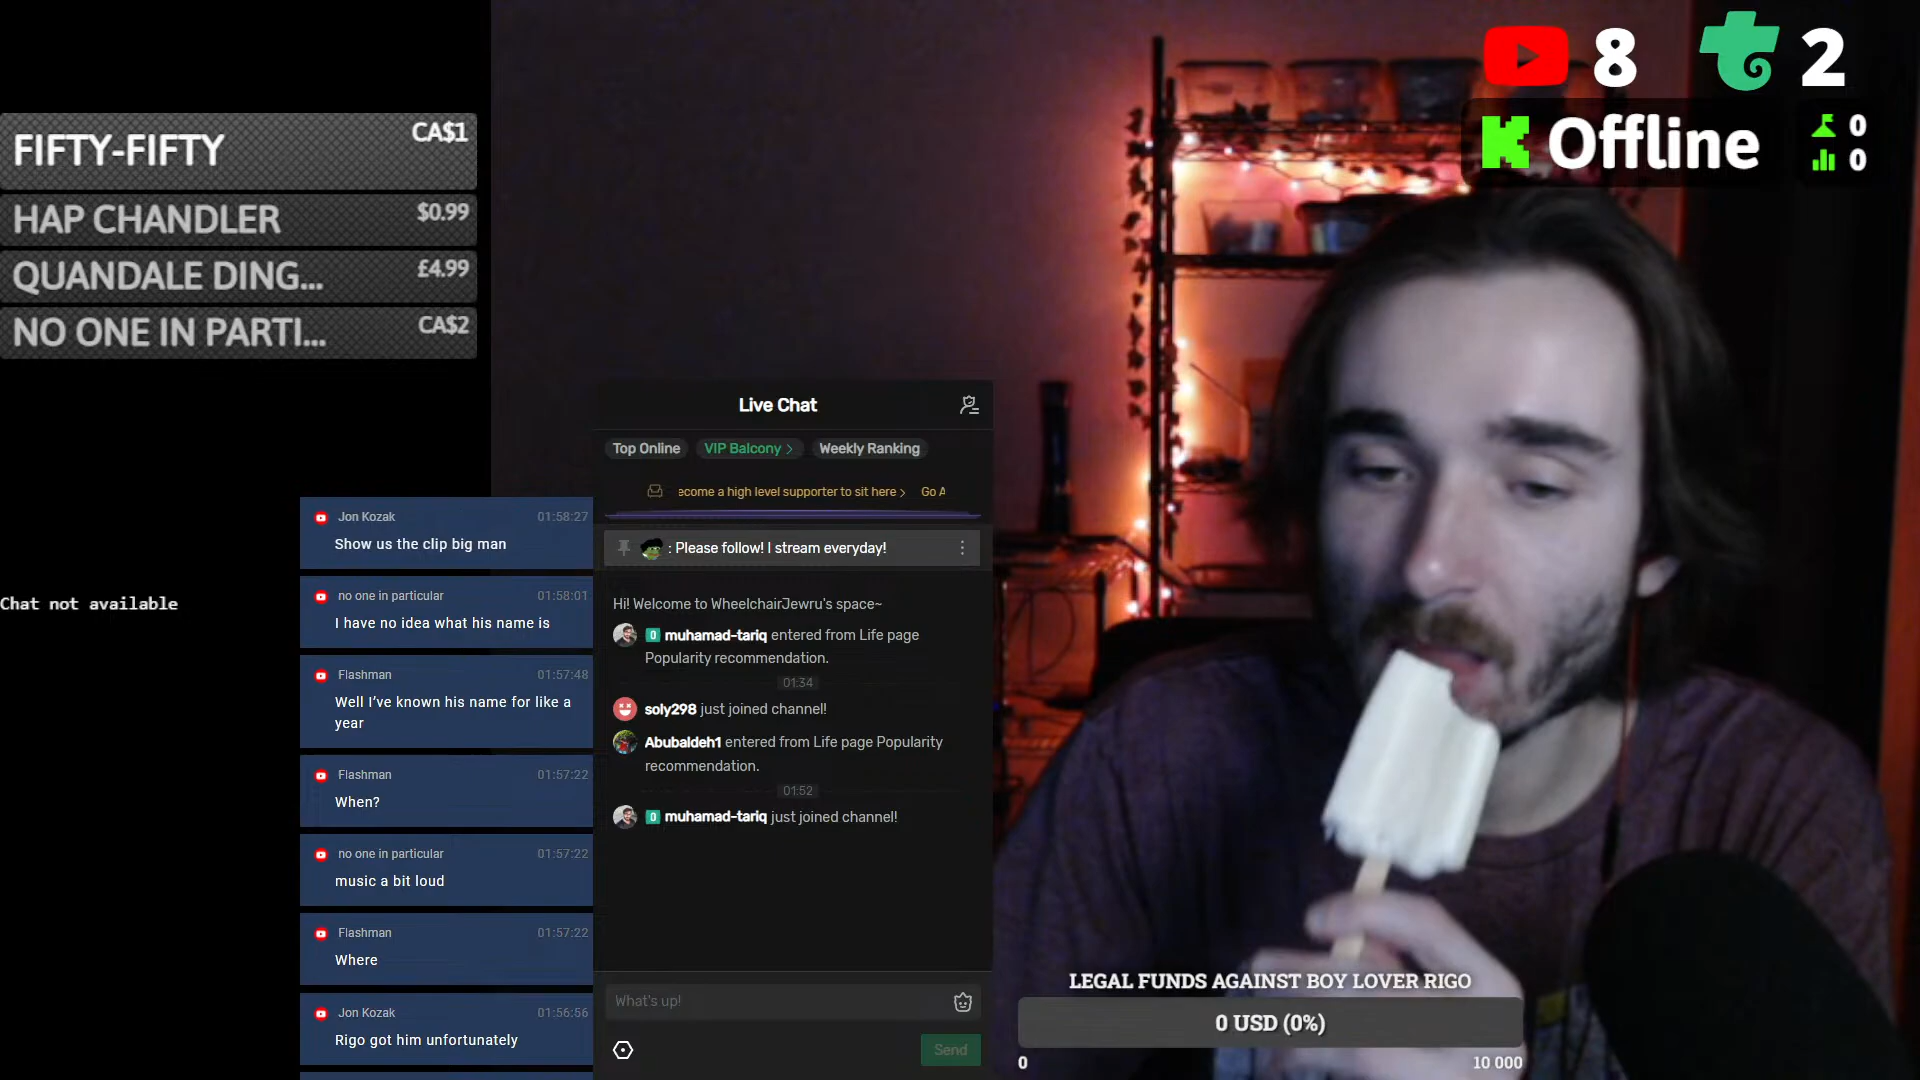 FIFTY-FIFTY CA$1
HAP CHANDLER $0.99
QUANDALE DING... £4.99
NO ONE IN PARTI... CA$2
8
2
Offline
0
0
Chat not available
Jon Kozak 01:58:27
Show us the clip big man
no one in particular 01:58:01
I have no idea what his name is
Flashman 01:57:48
Well I've known his name for like a
year
Flashman 01:57:22
When?
no one in particular 01:57:22
music a bit loud
Flashman 01:57:22
Where
Jon Kozak 01:56:56
Rigo got him unfortunately
Live Chat
Top Online VIP Balcony > Weekly Ranking
ecome a high level supporter to sit here > Go A
: Please follow! I stream everyday!
Hi! Welcome to WheelchairJewru's space~
0 muhamad-tariq entered from Life page
Popularity recommendation.
01:34
soly298 just joined channel!
Abubaldeh1 entered from Life page Popularity
recommendation.
01:52
0 muhamad-tariq just joined channel!
What's up!
Send
LEGAL FUNDS AGAINST BOY LOVER RIGO
0 USD (0%)
0 10 000